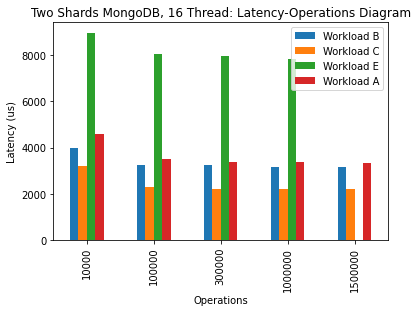 Two Shards MongoDB, 16 Thread: Latency-Operations Diagram
Workload B
Workload C
Workload E
Workload A
Latency (us)
8000
6000
4000
2000
0
10000
100000
300000
1000000
1500000
Operations